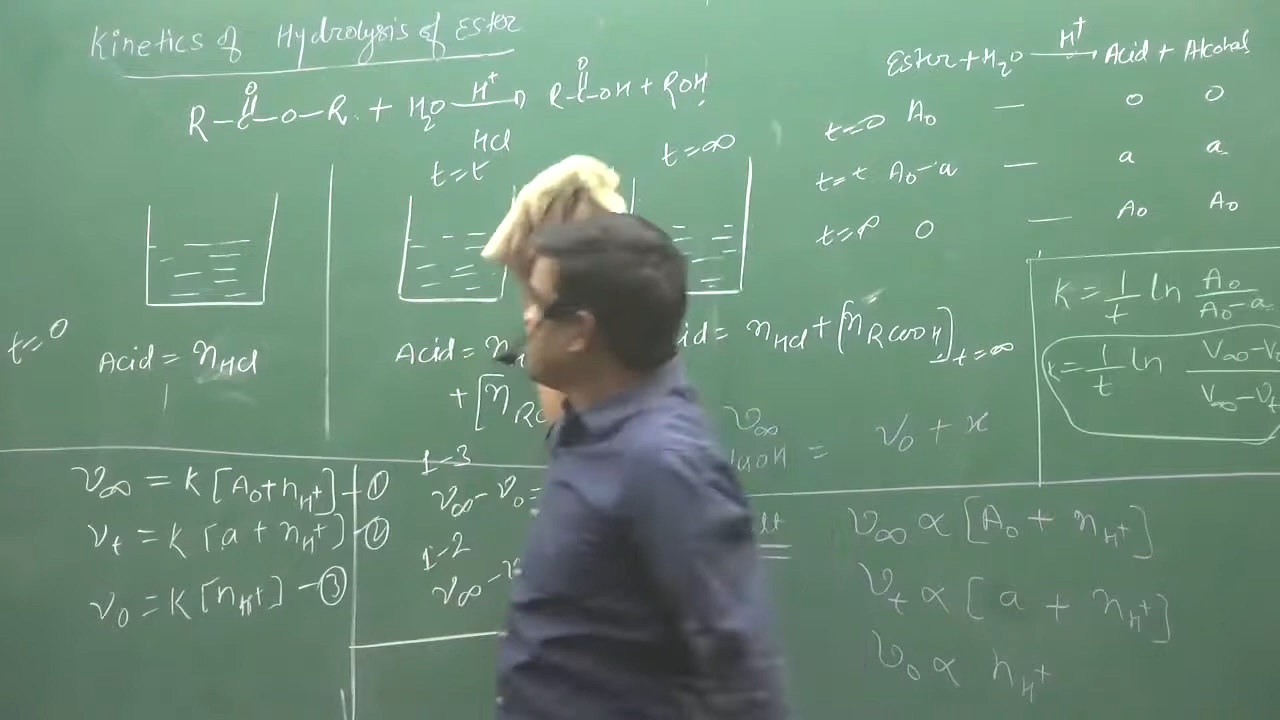 Kinetics of Hydrolysis of Ester
R-C-O-R + H₂O →H⁺ R-C-OH + ROH
O O
HCl
t=t
t=∞
t=0
Acid = nHCl
Acid = n
+ [nRCO
id = nHCl + [nRCOOH]t=∞
V∞
NaOH = V₀ + x
Ester + H₂O →H⁺ Acid + Alcohol
t=0 A₀ — 0 0
t=t A₀-a — a a
t=∞ 0 — A₀ A₀
K = 1/t ln A₀/A₀-a
K = 1/t ln V∞-V₀/V∞-Vt
V∞ = K[A₀+nH⁺] -①
Vt = K[a+nH⁺] -②
V₀ = K[nH⁺] -③
1-3
V∞-V₀=
1-2
V∞-V
V∞ ∝ [A₀ + nH⁺]
Vt ∝ [a + nH⁺]
V₀ ∝ nH⁺